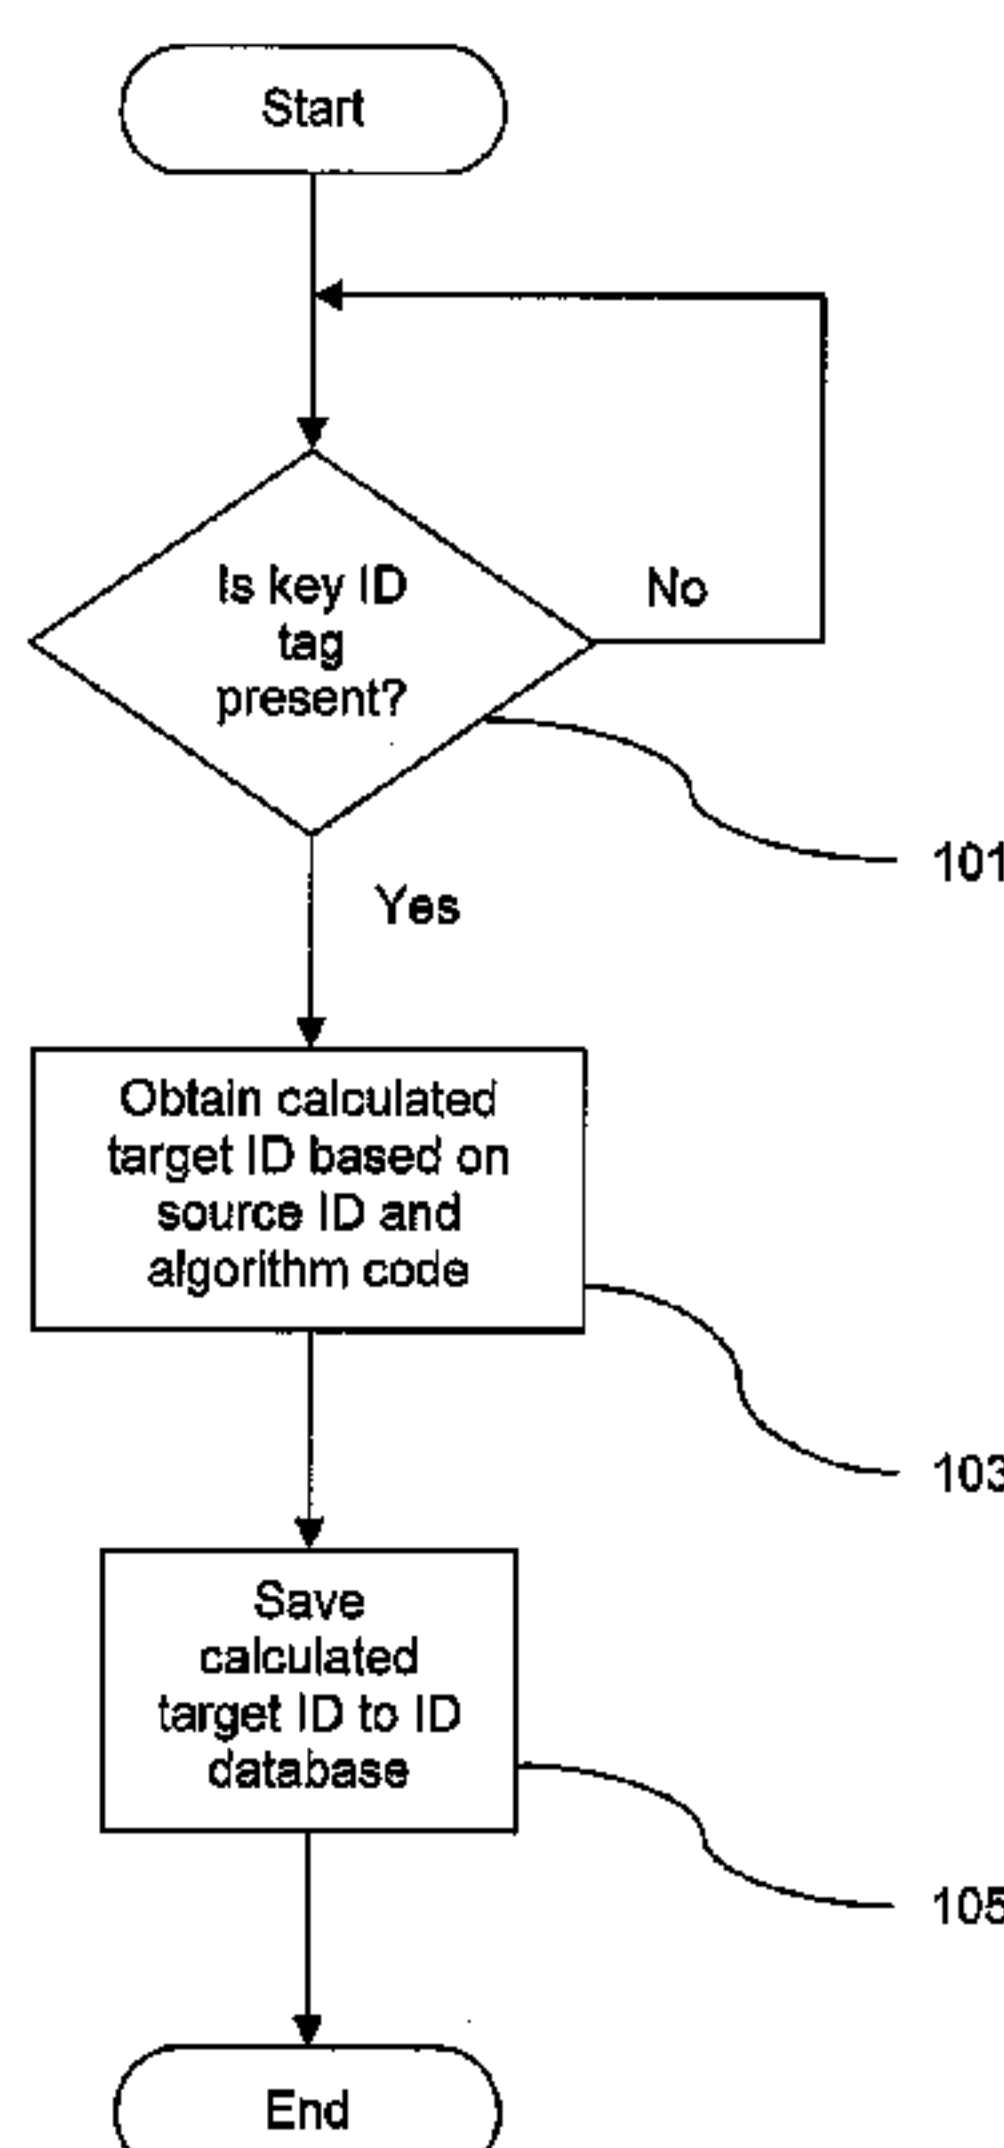 Start
Is key ID
tag
present?
No
101
Yes
Obtain calculated
target ID based on
source ID and
algorithm code
103
Save
calculated
target ID to ID
database
105
End